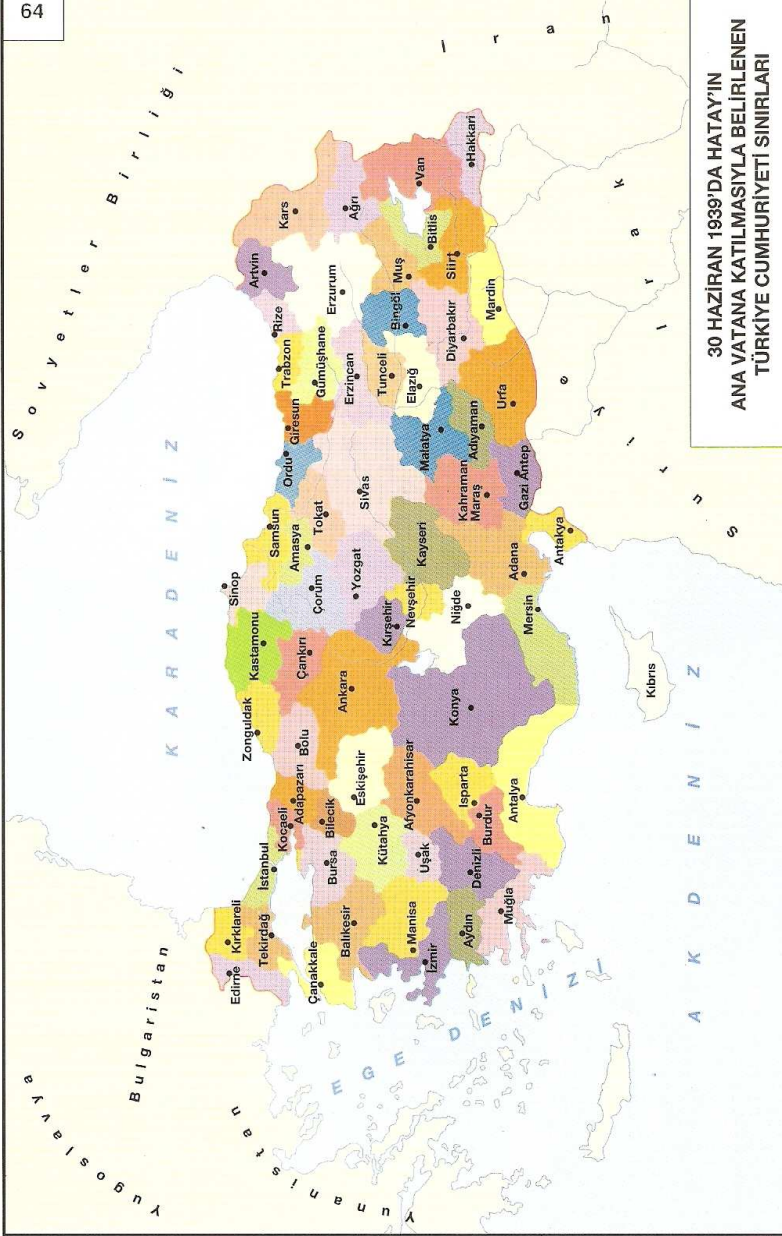 64
Yugoslavya
Bulgaristan
Yunanistan
Sovyetler Birliği
İran
Irak
Suriye
KARADENİZ
EGE DENİZİ
AKDENİZ
Kıbrıs
Edirne
Kırklareli
Tekirdağ
İstanbul
Çanakkale
Balıkesir
Bursa
Kocaeli
Adapazarı
Bilecik
Bolu
Zonguldak
Kastamonu
Sinop
Samsun
Ordu
Giresun
Trabzon
Rize
Artvin
Kars
Ağrı
Erzurum
Gümüşhane
Erzincan
Tunceli
Bingöl
Muş
Bitlis
Van
Hakkari
Siirt
Mardin
Diyarbakır
Elazığ
Malatya
Adıyaman
Urfa
Gazi Antep
Kahraman
Maraş
Sivas
Tokat
Amasya
Çorum
Yozgat
Çankırı
Ankara
Kırşehir
Nevşehir
Kayseri
Niğde
Adana
Antakya
Mersin
Konya
Eskişehir
Kütahya
Afyonkarahisar
Uşak
Manisa
İzmir
Aydın
Denizli
Muğla
Burdur
Isparta
Antalya
30 HAZİRAN 1939'DA HATAY'IN
ANA VATANA KATILMASIYLA BELİRLENEN
TÜRKİYE CUMHURİYETİ SINIRLARI